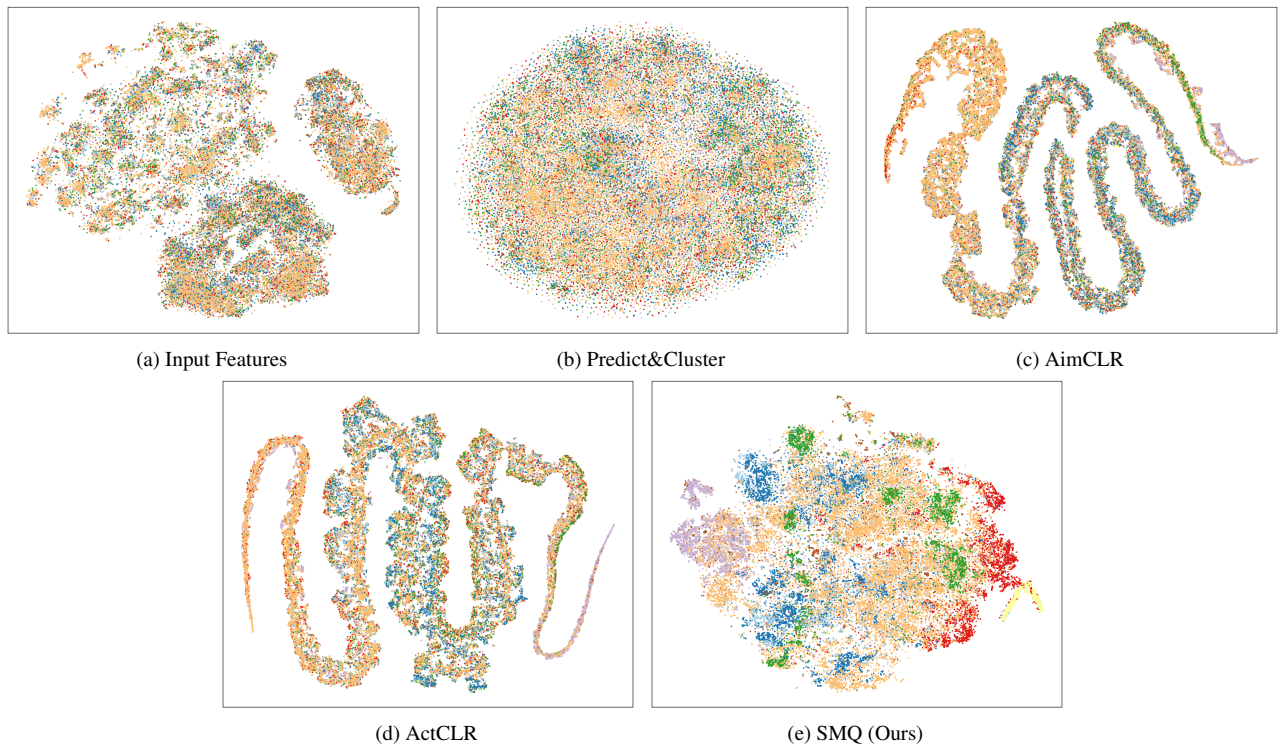 (a) Input Features
(b) Predict&Cluster
(c) AimCLR
(d) ActCLR
(e) SMQ (Ours)